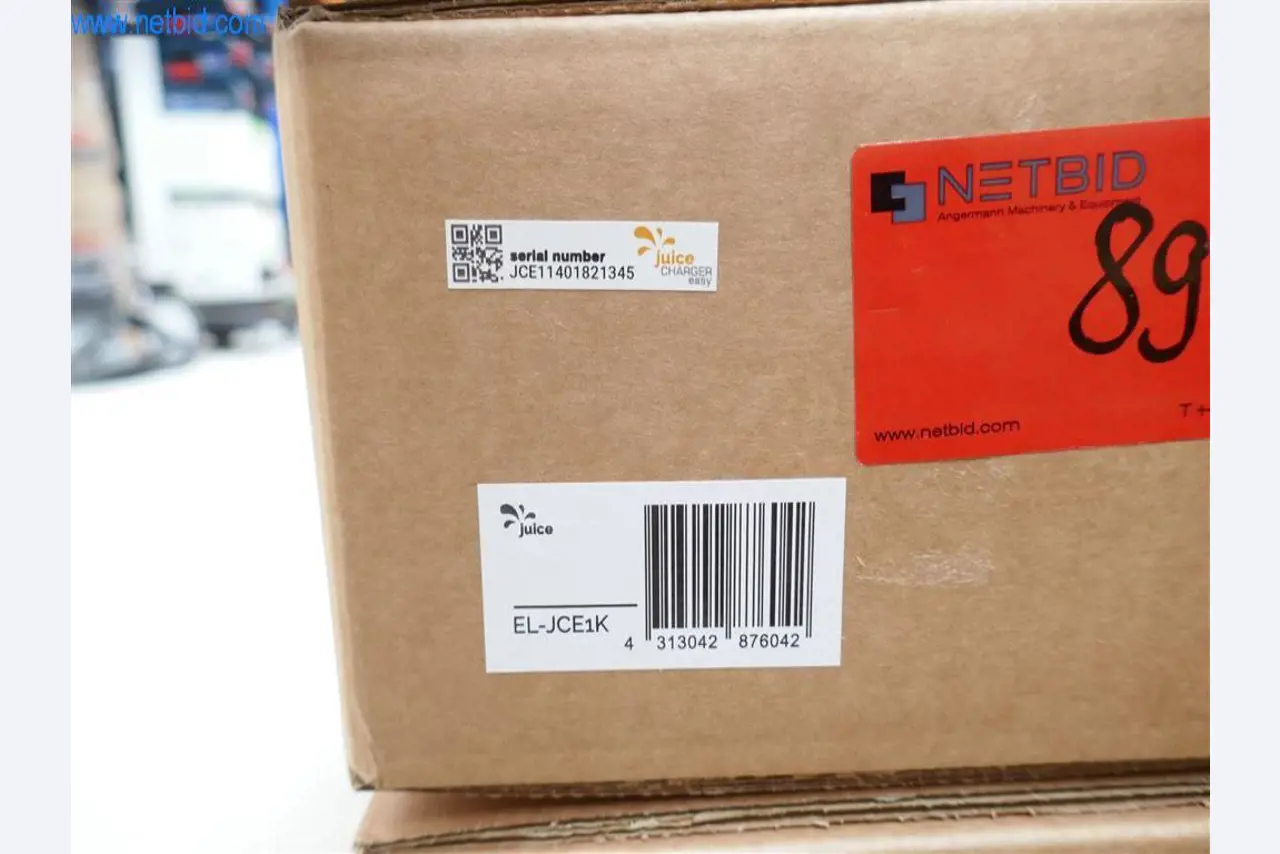 www.netbid.com
NETBID
Angermann Machinery & Equipment
89
www.netbid.com
T +
serial number
JCE11401821345
juice
CHARGER
easy
juice
EL-JCE1K
4 313042 876042